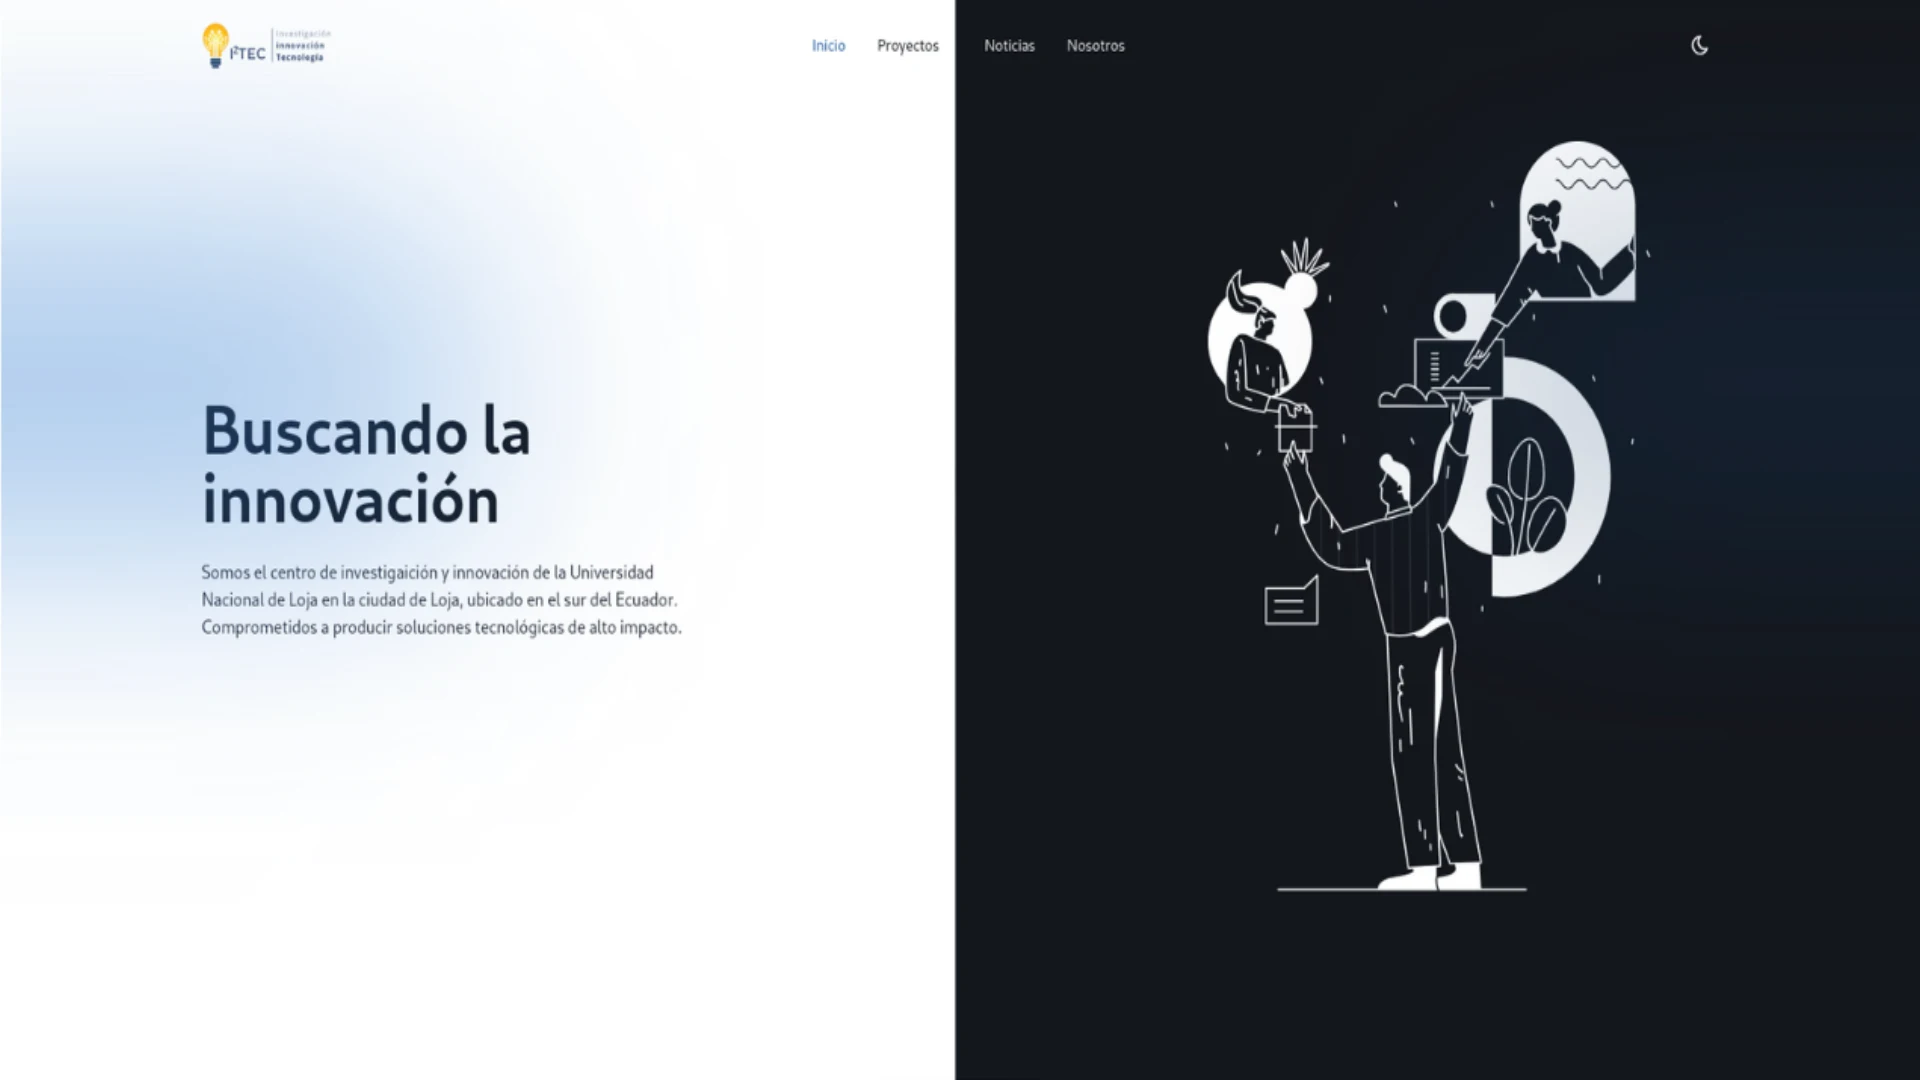 I²TEC
Investigación
Innovación
Tecnología
Inicio
Proyectos
Noticias
Nosotros
Buscando la
innovación
Somos el centro de investigaición y innovación de la Universidad
Nacional de Loja en la ciudad de Loja, ubicado en el sur del Ecuador.
Comprometidos a producir soluciones tecnológicas de alto impacto.